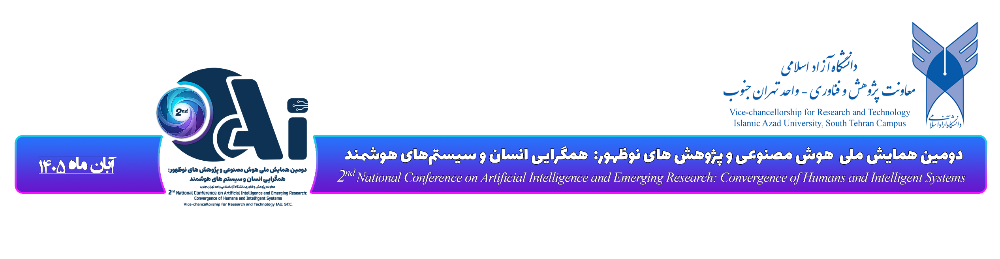 دانشگاه آزاد اسلامی
معاونت پژوهش و فناوری - واحد تهران جنوب
Vice-chancellorship for Research and Technology
Islamic Azad University, South Tehran Campus
دانشگاه آزاد اسلامی
دومین همایش ملی هوش مصنوعی و پژوهش های نوظهور: همگرایی انسان و سیستم‌های هوشمند
2nd National Conference on Artificial Intelligence and Emerging Research: Convergence of Humans and Intelligent Systems
2nd
Ai
دومین همایش ملی هوش مصنوعی و پژوهش های نوظهور:
همگرایی انسان و سیستم های هوشمند
معاونت پژوهش و فناوری دانشگاه آزاد اسلامی واحد تهران جنوب
2nd National Conference on Artificial Intelligence and Emerging Research:
Convergence of Humans and Intelligent Systems
Vice-chancellorship for Research and Technology IAU, ST.C.
آبان ماه ۱۴۰۵